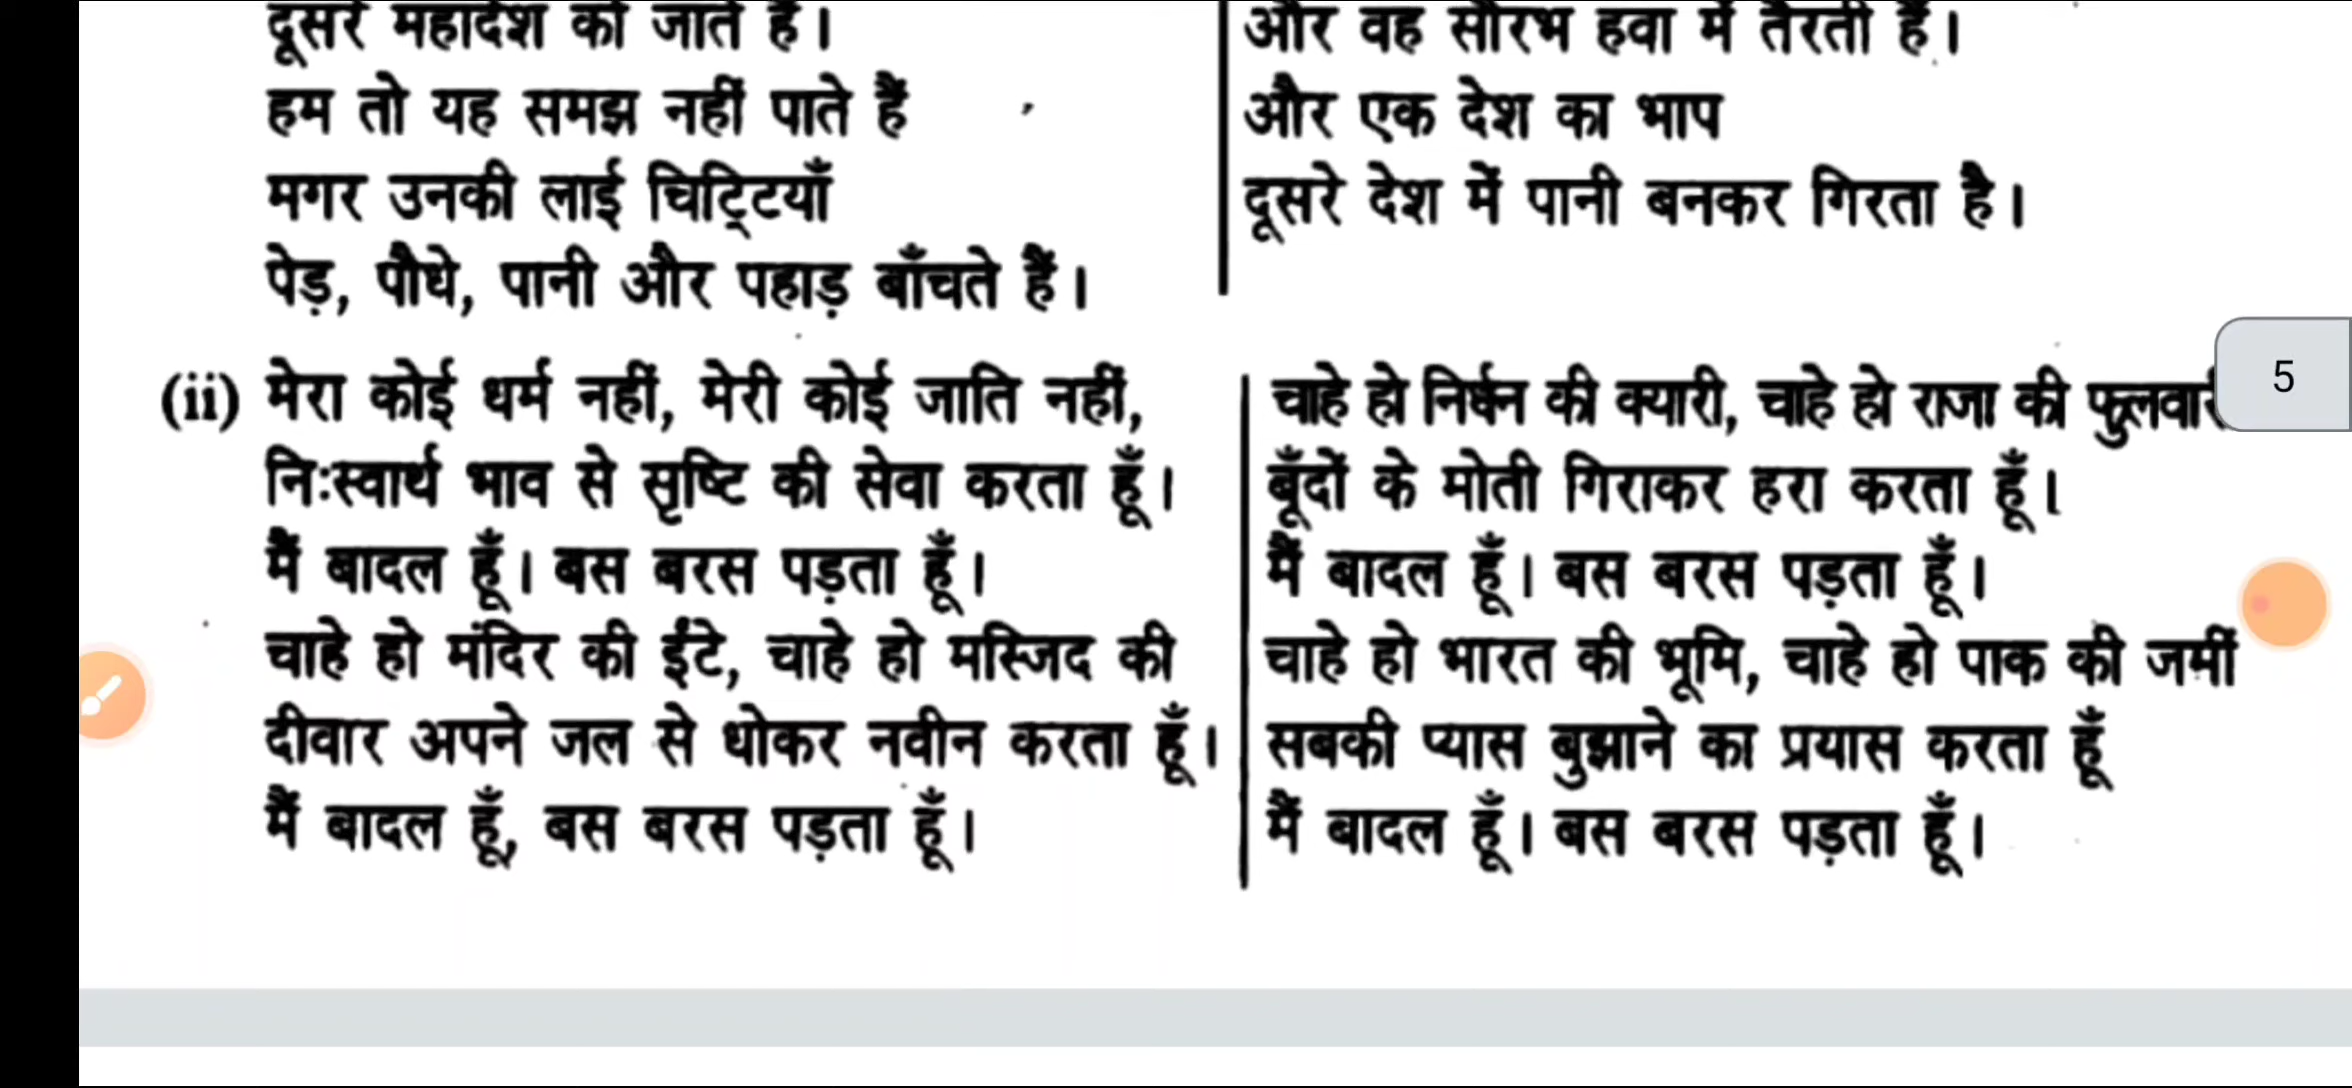 दूसरे महादेश को जाते हैं।
हम तो यह समझ नहीं पाते हैं
मगर उनकी लाई चिट्टियाँ
पेड़, पौधे, पानी और पहाड़ बाँचते हैं।
और वह सौरभ हवा में तैरती हैं।
और एक देश का भाप
दूसरे देश में पानी बनकर गिरता है।
(ii) मेरा कोई धर्म नहीं, मेरी कोई जाति नहीं,
निःस्वार्थ भाव से सृष्टि की सेवा करता हूँ।
मैं बादल हूँ। बस बरस पड़ता हूँ।
चाहे हो मंदिर की ईंटे, चाहे हो मस्जिद की
दीवार अपने जल से धोकर नवीन करता हूँ।
मैं बादल हूँ, बस बरस पड़ता हूँ।
चाहे हो निर्धन की क्यारी, चाहे हो राजा की
बूँदों के मोती गिराकर हरा करता हूँ।
मैं बादल हूँ। बस बरस पड़ता हूँ।
चाहे हो भारत की भूमि, चाहे हो पाक की जमीं
सबकी प्यास बुझाने का प्रयास करता हूँ
मैं बादल हूँ। बस बरस पड़ता हूँ।
5